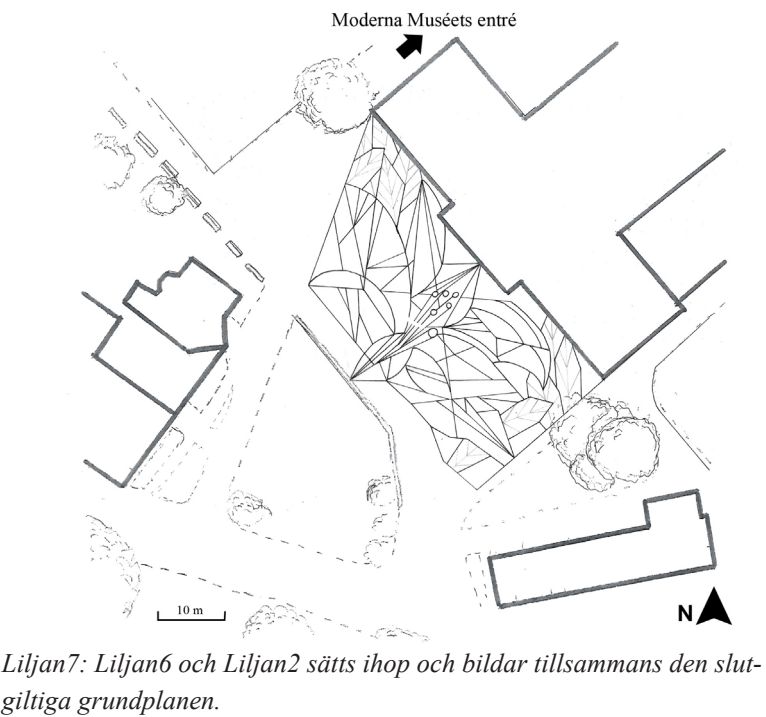 Moderna Muséets entré
10 m
N
Liljan7: Liljan6 och Liljan2 sätts ihop och bildar tillsammans den slut-
giltiga grundplanen.